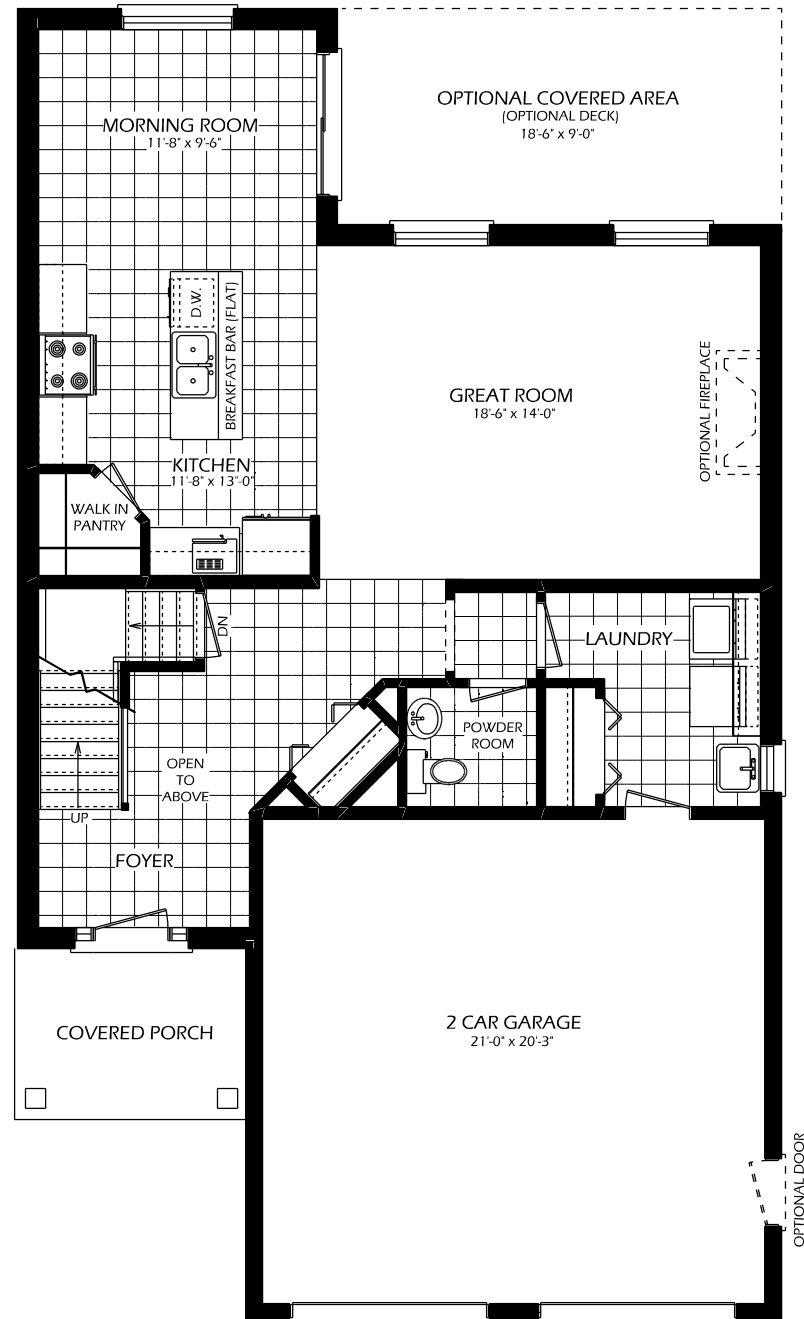 OPTIONAL COVERED AREA
(OPTIONAL DECK)
18'-6" x 9'-0"
MORNING ROOM
11'-8" x 9'-6"
D.W.
BREAKFAST BAR (FLAT)
GREAT ROOM
18'-6" x 14'-0"
OPTIONAL FIREPLACE
KITCHEN
11'-8" x 13'-0"
WALK IN
PANTRY
DN
LAUNDRY
POWDER
ROOM
OPEN
TO
ABOVE
UP
FOYER
COVERED PORCH
2 CAR GARAGE
21'-0" x 20'-3"
OPTIONAL DOOR